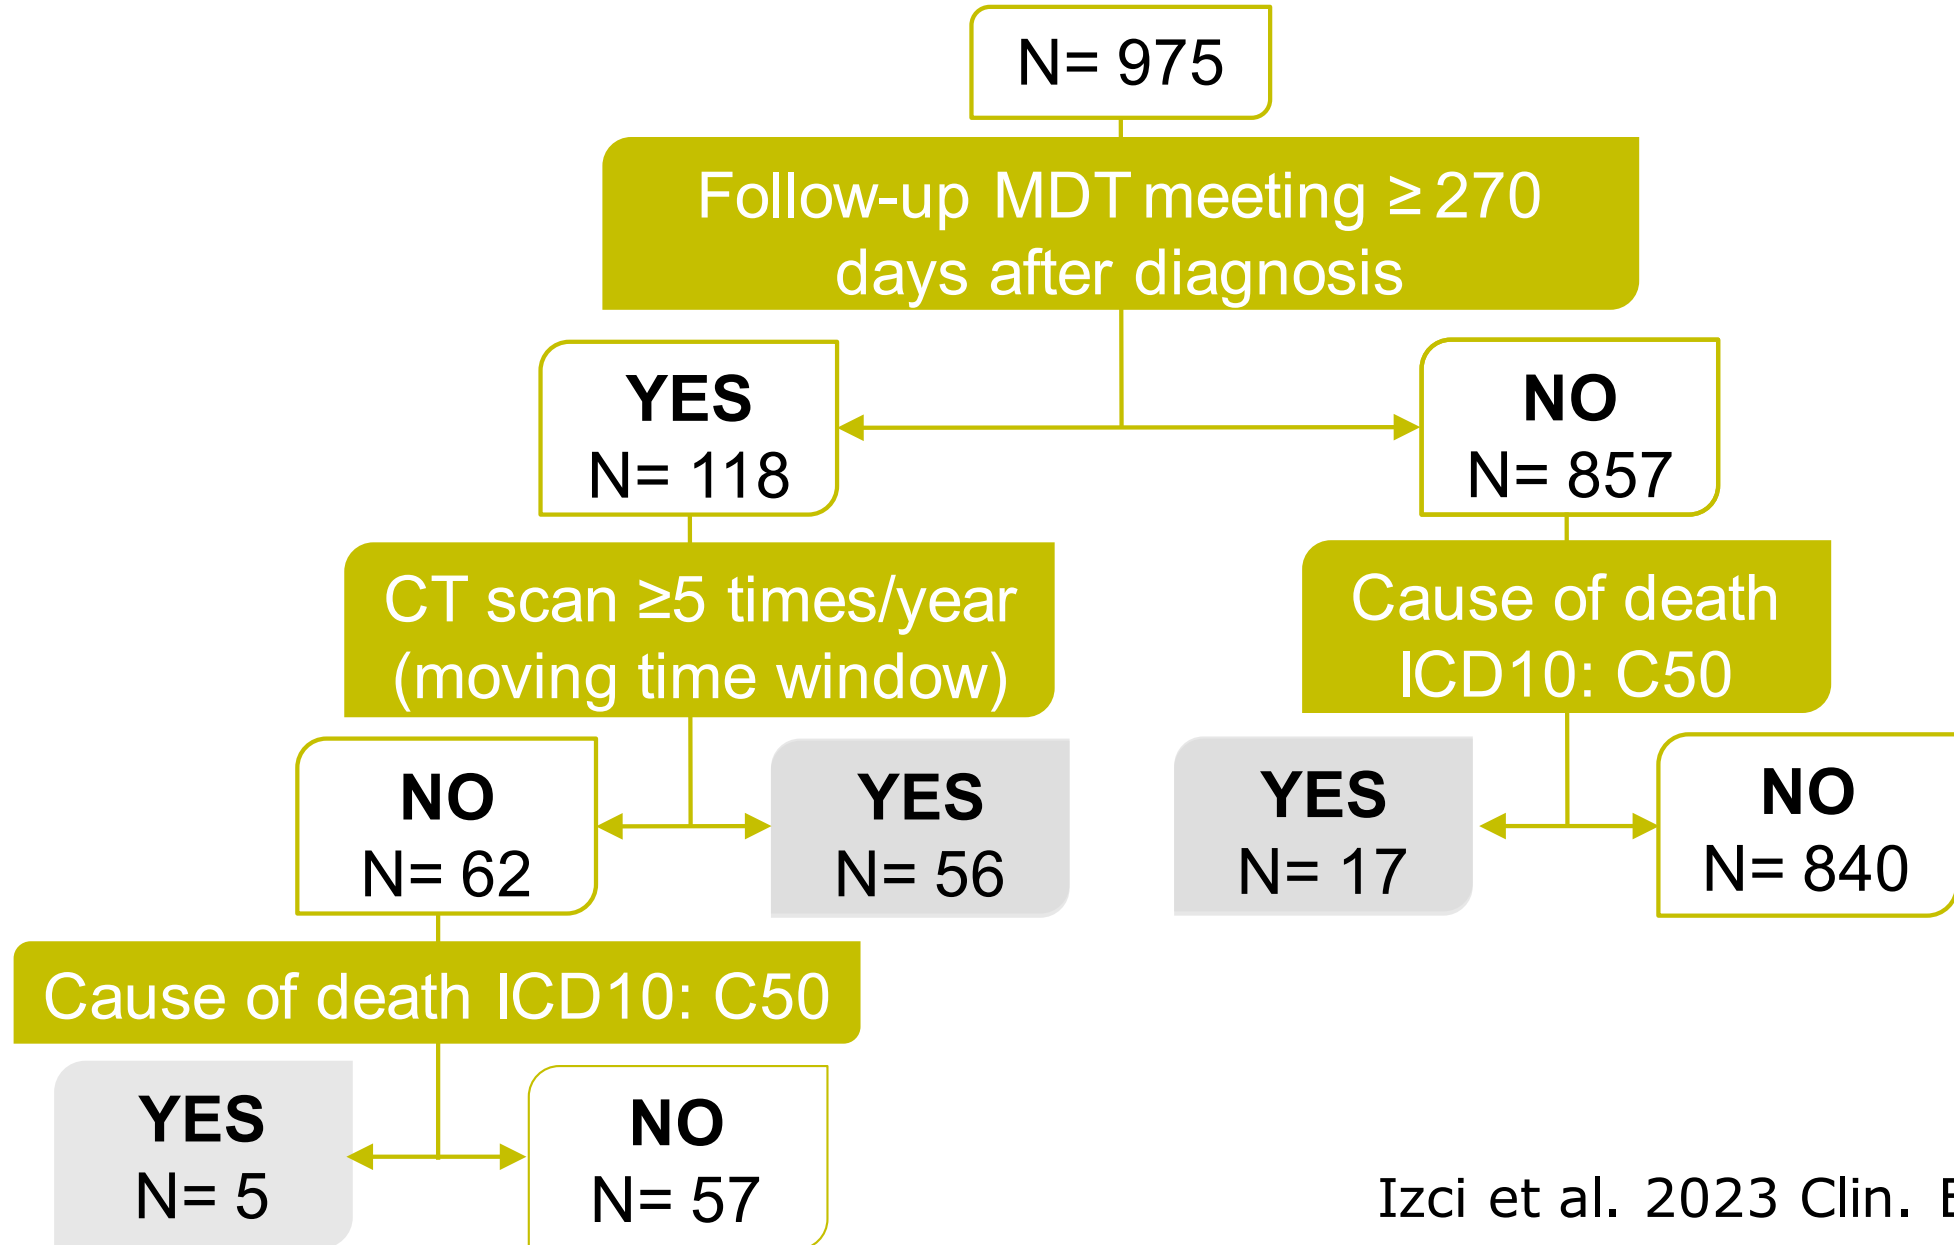 N= 975
Follow-up MDT meeting ≥ 270
days after diagnosis
YES
N= 118
NO
N= 857
CT scan ≥5 times/year
(moving time window)
Cause of death
ICD10: C50
NO
N= 62
YES
N= 56
YES
N= 17
NO
N= 840
Cause of death ICD10: C50
YES
N= 5
NO
N= 57
Izci et al. 2023 Clin.